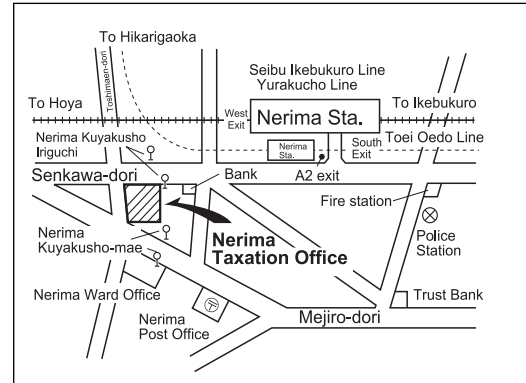 To Hikarigaoka
Toshimaen-dori
Seibu Ikebukuro Line
Yurakucho Line
To Hoya
West
Exit
Nerima Sta.
To Ikebukuro
Nerima Kuyakusho
Iriguchi
Nerima
Sta.
South
Exit
Toei Oedo Line
Senkawa-dori
Bank
A2 exit
Fire station
Nerima
Kuyakusho-mae
Nerima
Taxation Office
Police
Station
Nerima Ward Office
Trust Bank
Nerima
Post Office
〒
Mejiro-dori